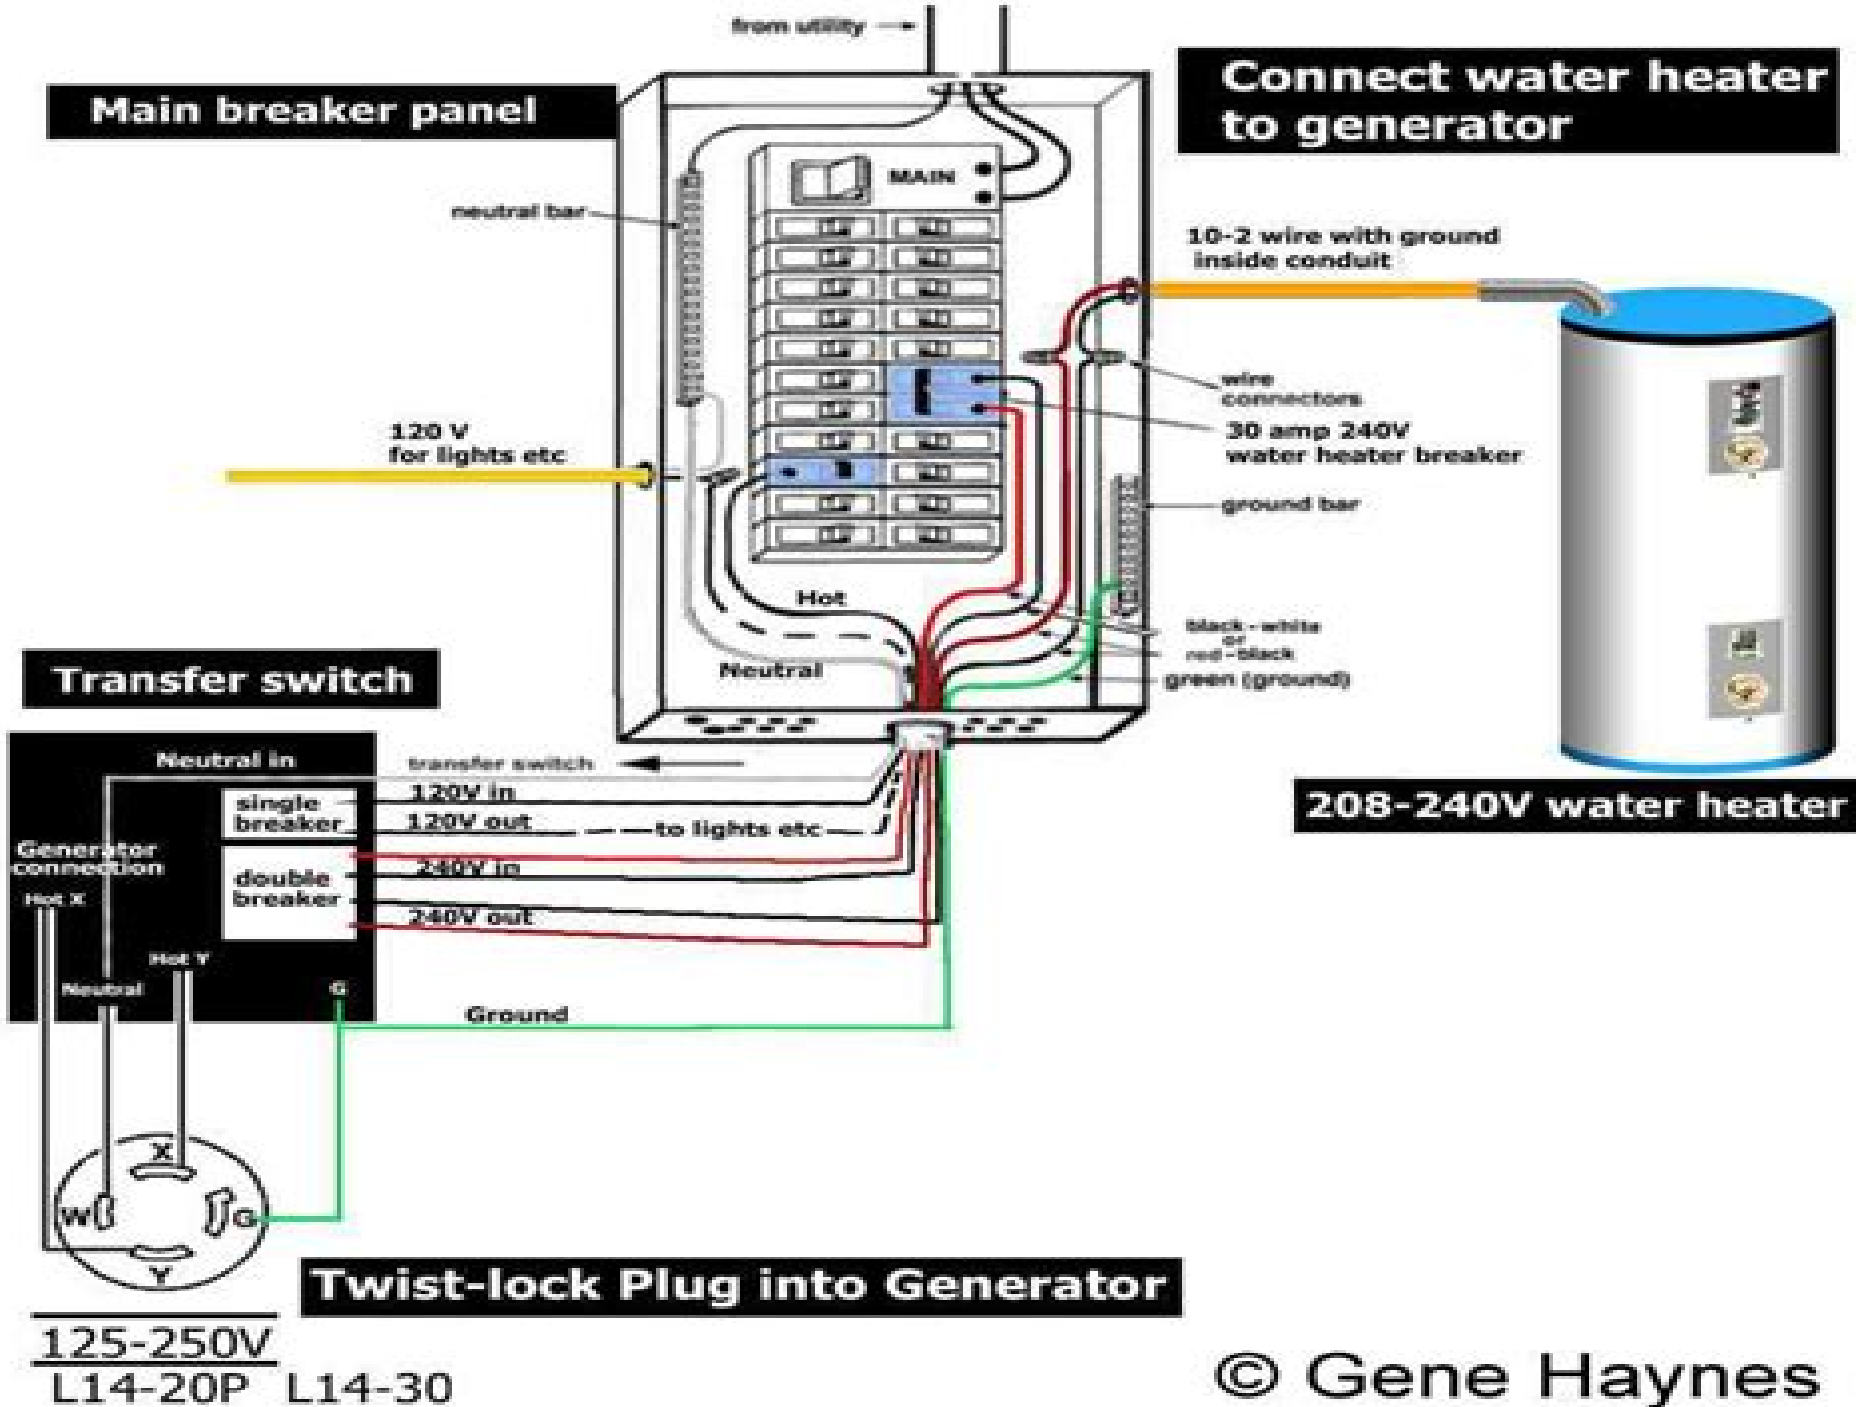 from utility
Main breaker panel
Connect water heater
to generator
MAIN
neutral bar
10-2 wire with ground
inside conduit
wire
connectors
120 V
for lights etc
30 amp 240V
water heater breaker
ground bar
Hot
black-white
or
red-black
Neutral
green (ground)
Transfer switch
Neutral in
transfer switch
120V in
single
breaker
120V out
to lights etc
208-240V water heater
Generator
connection
240V in
double
breaker
Hot X
240V out
Hot Y
Neutral
G
Ground
X
W
G
Y
Twist-lock Plug into Generator
125-250V
L14-20P L14-30
© Gene Haynes